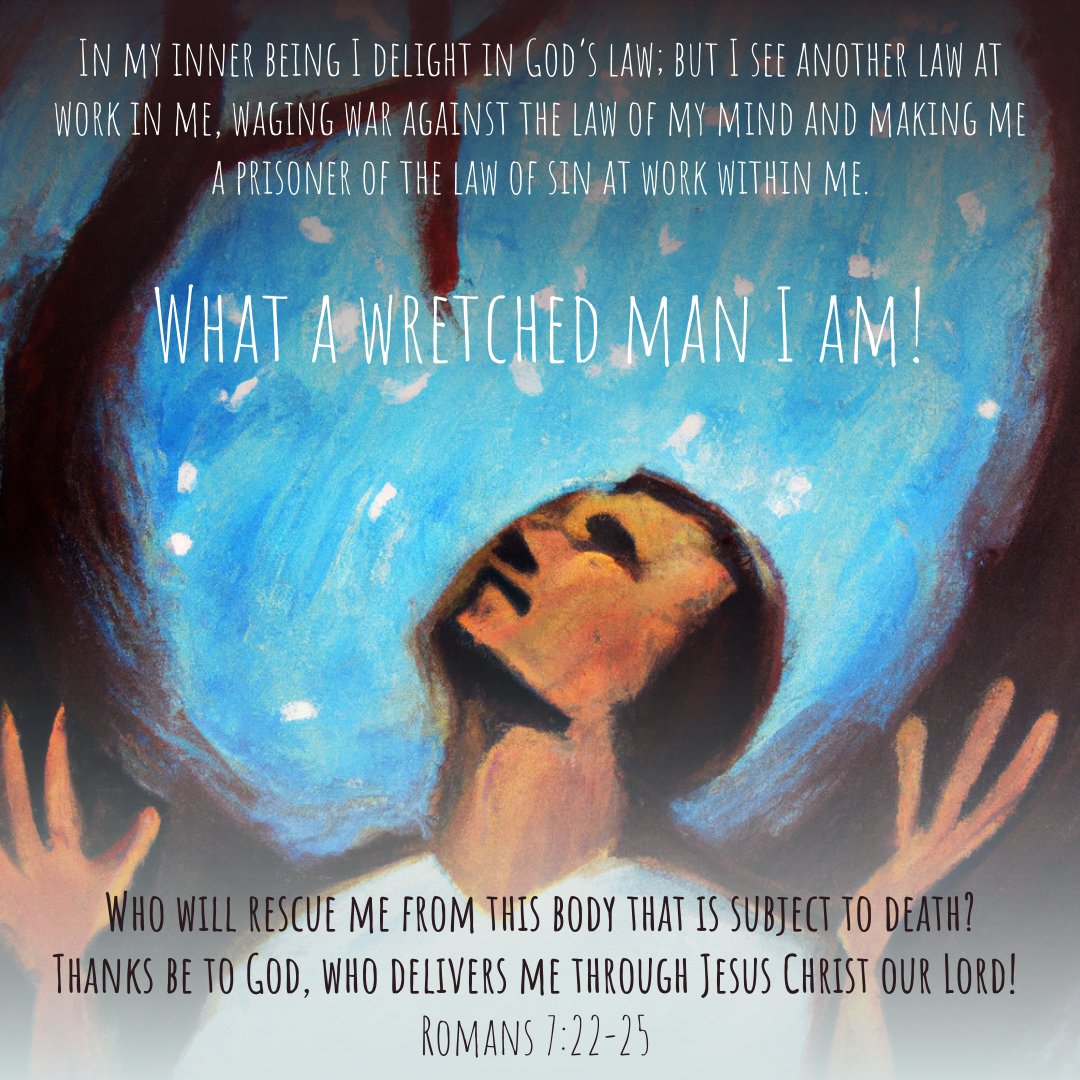 In my inner being I delight in God's law; but I see another law at
work in me, waging war against the law of my mind and making me
a prisoner of the law of sin at work within me.
What a wretched man I am!
Who will rescue me from this body that is subject to death?
Thanks be to God, who delivers me through Jesus Christ our Lord!
Romans 7:22-25